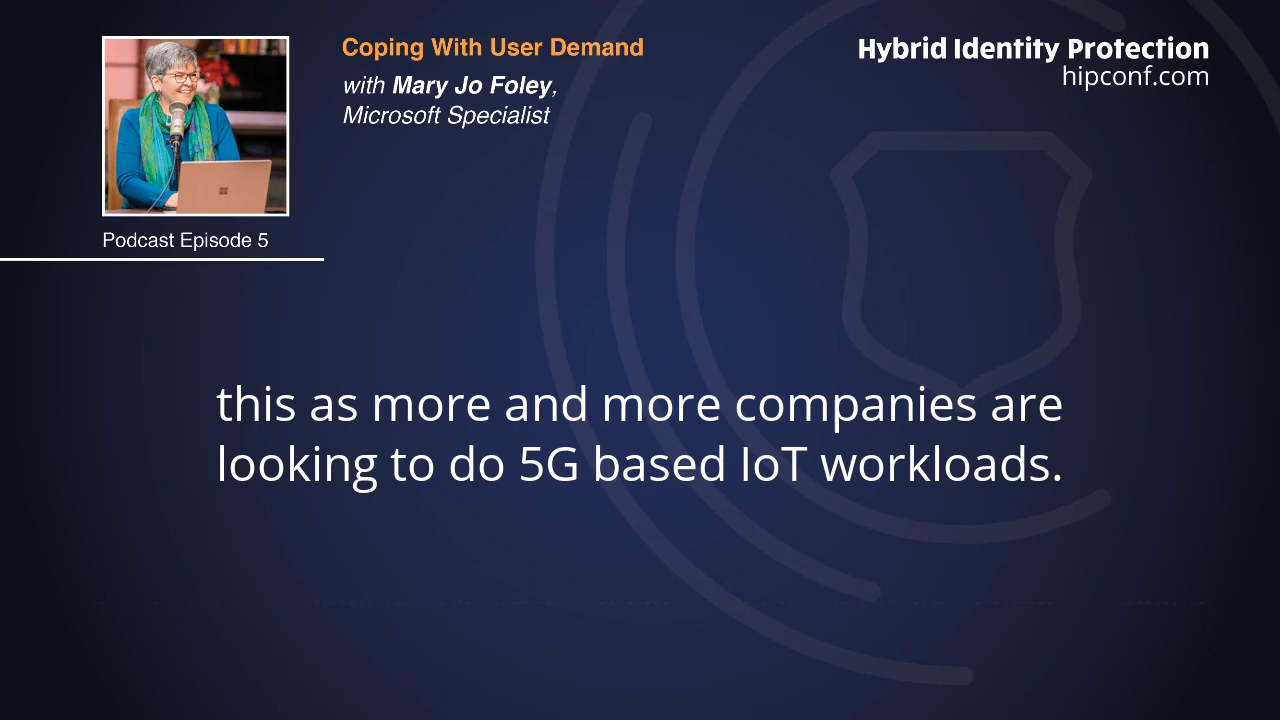 Coping With User Demand
with Mary Jo Foley,
Microsoft Specialist
Hybrid Identity Protection
hipconf.com
Podcast Episode 5
this as more and more companies are
looking to do 5G based IoT workloads.